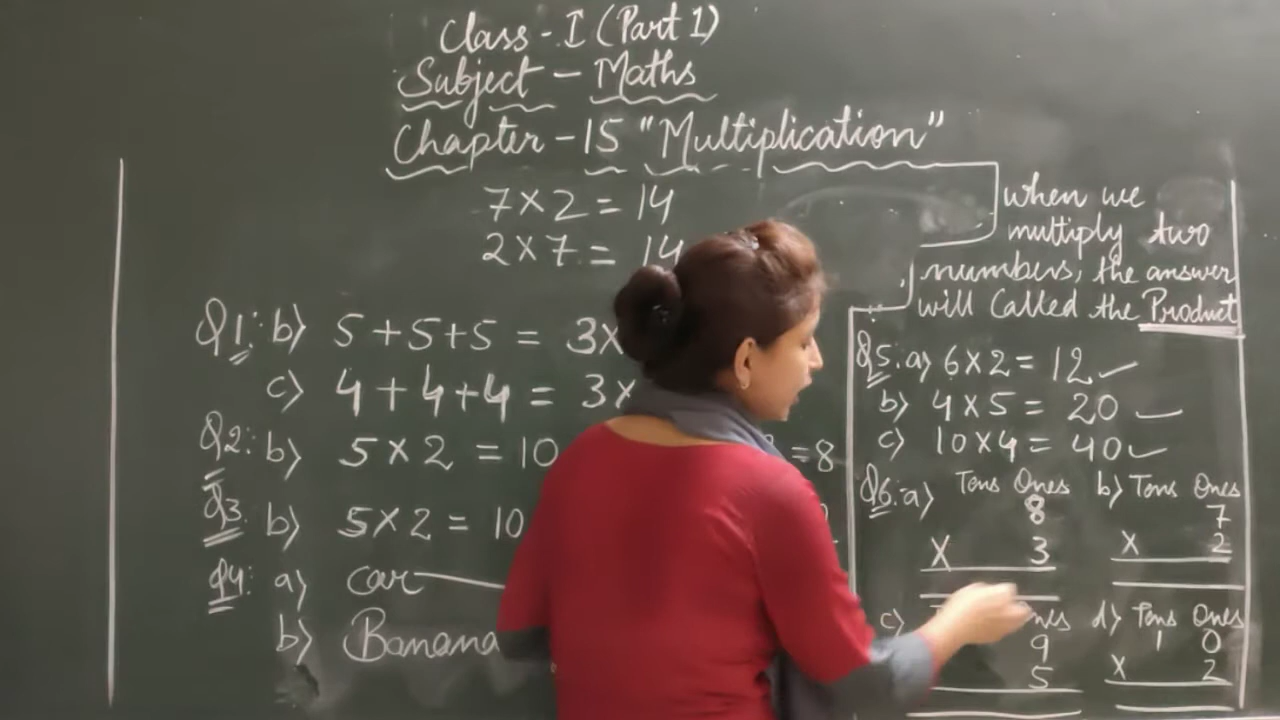 Class - I (Part 1)
Subject - Maths
Chapter - 15 "Multiplication"
7 × 2 = 14
2 × 7 = 14
when we
multiply two
numbers, the answer
will called the Product
Q1: b) 5 + 5 + 5 = 3×
c) 4 + 4 + 4 = 3×
Q2: b) 5 × 2 = 10
= 8
Q3 b) 5 × 2 = 10
Q4: a) car
b) Banana
Q5: a) 6 × 2 = 12 ✓
b) 4 × 5 = 20 ✓
c) 10 × 4 = 40 ✓
Q6: a) Tens Ones b) Tens Ones
8 7
× 3 × 2
c) nes d) Tens Ones
9 1 0
5 × 2